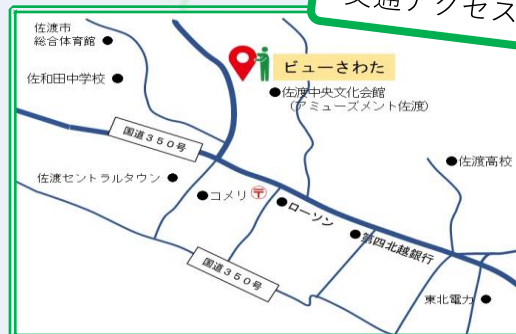 交通アクセス
佐渡市
総合体育館
佐和田中学校
ビューさわた
佐渡中央文化会館
(アミューズメント佐渡)
国道350号
佐渡高校
佐渡セントラルタウン
コメリ
〒
ローソン
第四北越銀行
国道350号
東北電力